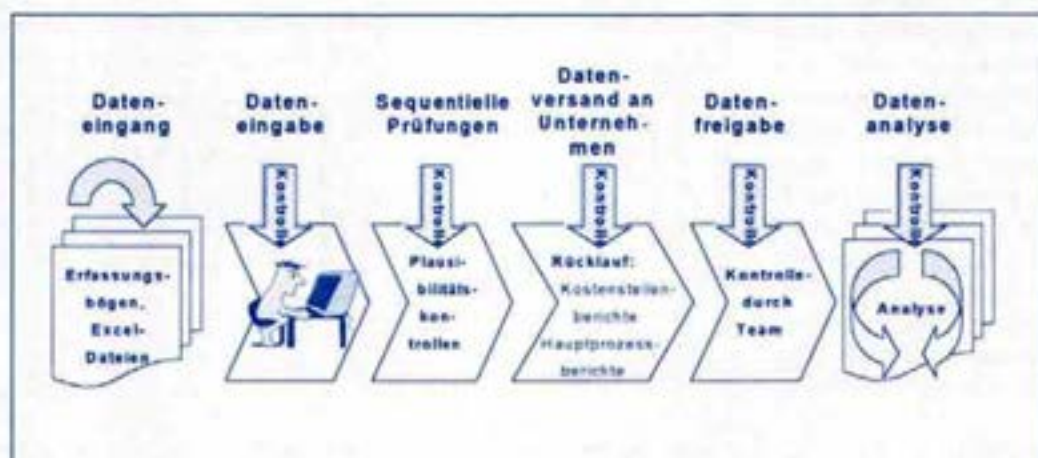 Daten-
eingang
Erfassungs-
bögen,
Excel-
Dateien
Daten-
eingabe
Kontrolle
Sequentielle
Prüfungen
Kontrolle
Plausi-
bilitäts-
kon-
trollen
Daten-
versand an
Unterneh-
men
Kontrolle
Rücklauf:
Kostenstellen-
berichte
Hauptprozess-
berichte
Daten-
freigabe
Kontrolle
Kontrolle-
durch
Team
Daten-
analyse
Kontrolle
Analyse